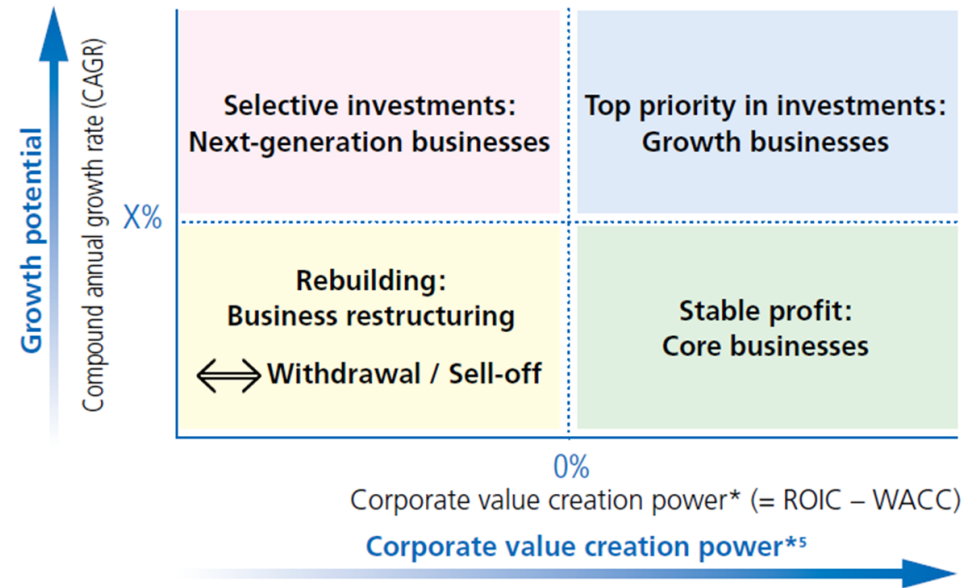 Growth potential
Compound annual growth rate (CAGR)
X%
Selective investments:
Next-generation businesses
Top priority in investments:
Growth businesses
Rebuilding:
Business restructuring
Withdrawal / Sell-off
Stable profit:
Core businesses
0%
Corporate value creation power* (= ROIC – WACC)
Corporate value creation power*⁵